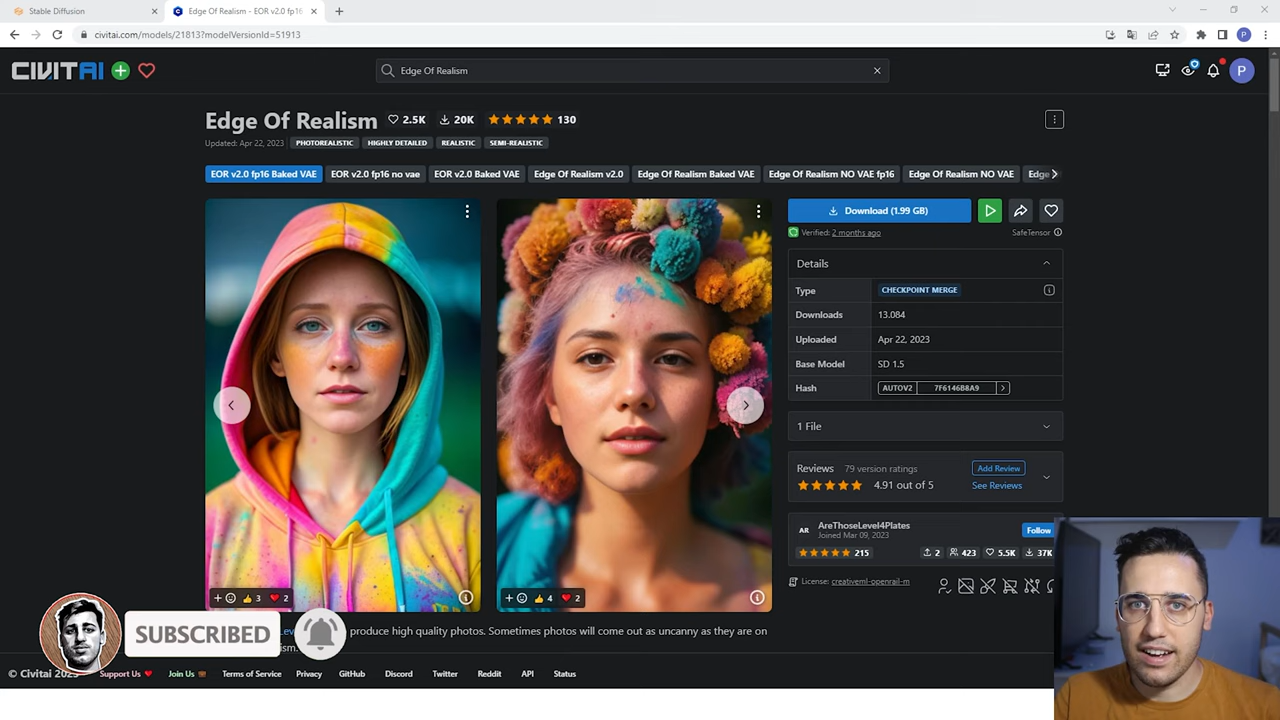 Stable Diffusion
Edge Of Realism - EOR v2.0 fp16
civitai.com/models/21813?modelVersionId=51913
P
CIVITAI
Edge Of Realism
P
Edge Of Realism 2.5K 20K 130
Updated: Apr 22, 2023 PHOTOREALISTIC HIGHLY DETAILED REALISTIC SEMI-REALISTIC
EOR v2.0 fp16 Baked VAE EOR v2.0 fp16 no vae EOR v2.0 Baked VAE Edge Of Realism v2.0 Edge Of Realism Baked VAE Edge Of Realism NO VAE fp16 Edge Of Realism NO VAE Edge
Download (1.99 GB)
Verified: 2 months ago SafeTensor
Details
Type CHECKPOINT MERGE
Downloads 13.084
Uploaded Apr 22, 2023
Base Model SD 1.5
Hash AUTOV2 7F6146B8A9
1 File
Reviews 79 version ratings Add Review
4.91 out of 5 See Reviews
AR AreThoseLevel4Plates Follow
Joined Mar 09, 2023
215 2 423 5.5K 37K
License: creativeml-openrail-m
3 2
4 2
SUBSCRIBED
produce high quality photos. Sometimes photos will come out as uncanny as they are on
© Civitai Support Us Join Us Terms of Service Privacy GitHub Discord Twitter Reddit API Status